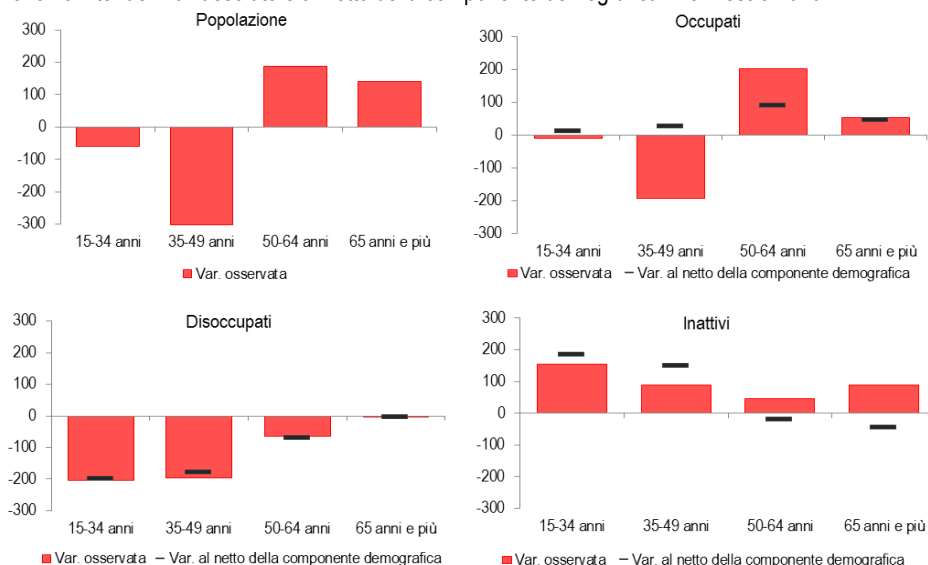 Popolazione
300
200
100
0
-100
-200
-300
15-34 anni 35-49 anni 50-64 anni 65 anni e più
Var. osservata
Occupati
300
200
100
0
-100
-200
-300
15-34 anni 35-49 anni 50-64 anni 65 anni e più
Var. osservata Var. al netto della componente demografica
Disoccupati
300
200
100
0
-100
-200
-300
15-34 anni 35-49 anni 50-64 anni 65 anni e più
Var. osservata Var. al netto della componente demografica
Inattivi
300
200
100
0
-100
-200
-300
15-34 anni 35-49 anni 50-64 anni 65 anni e più
Var. osservata Var. al netto della componente demografica